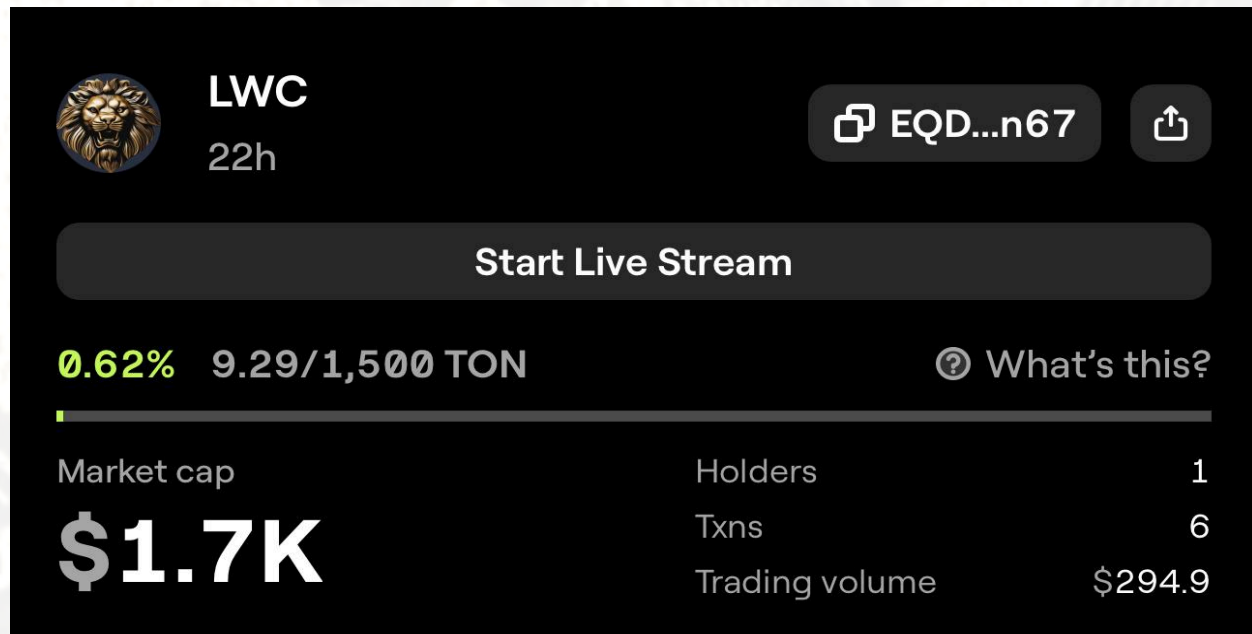 LWC
22h
EQD...n67
Start Live Stream
0.62% 9.29/1,500 TON
What's this?
Market cap
$1.7K
Holders 1
Txns 6
Trading volume $294.9